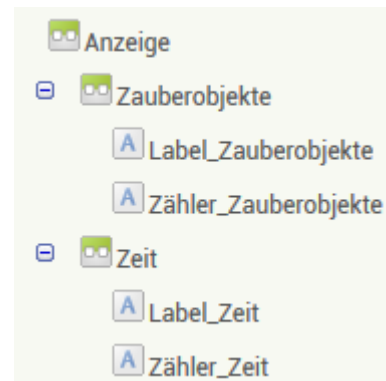 Anzeige
Zauberobjekte
A Label_Zauberobjekte
A Zähler_Zauberobjekte
Zeit
A Label_Zeit
A Zähler_Zeit